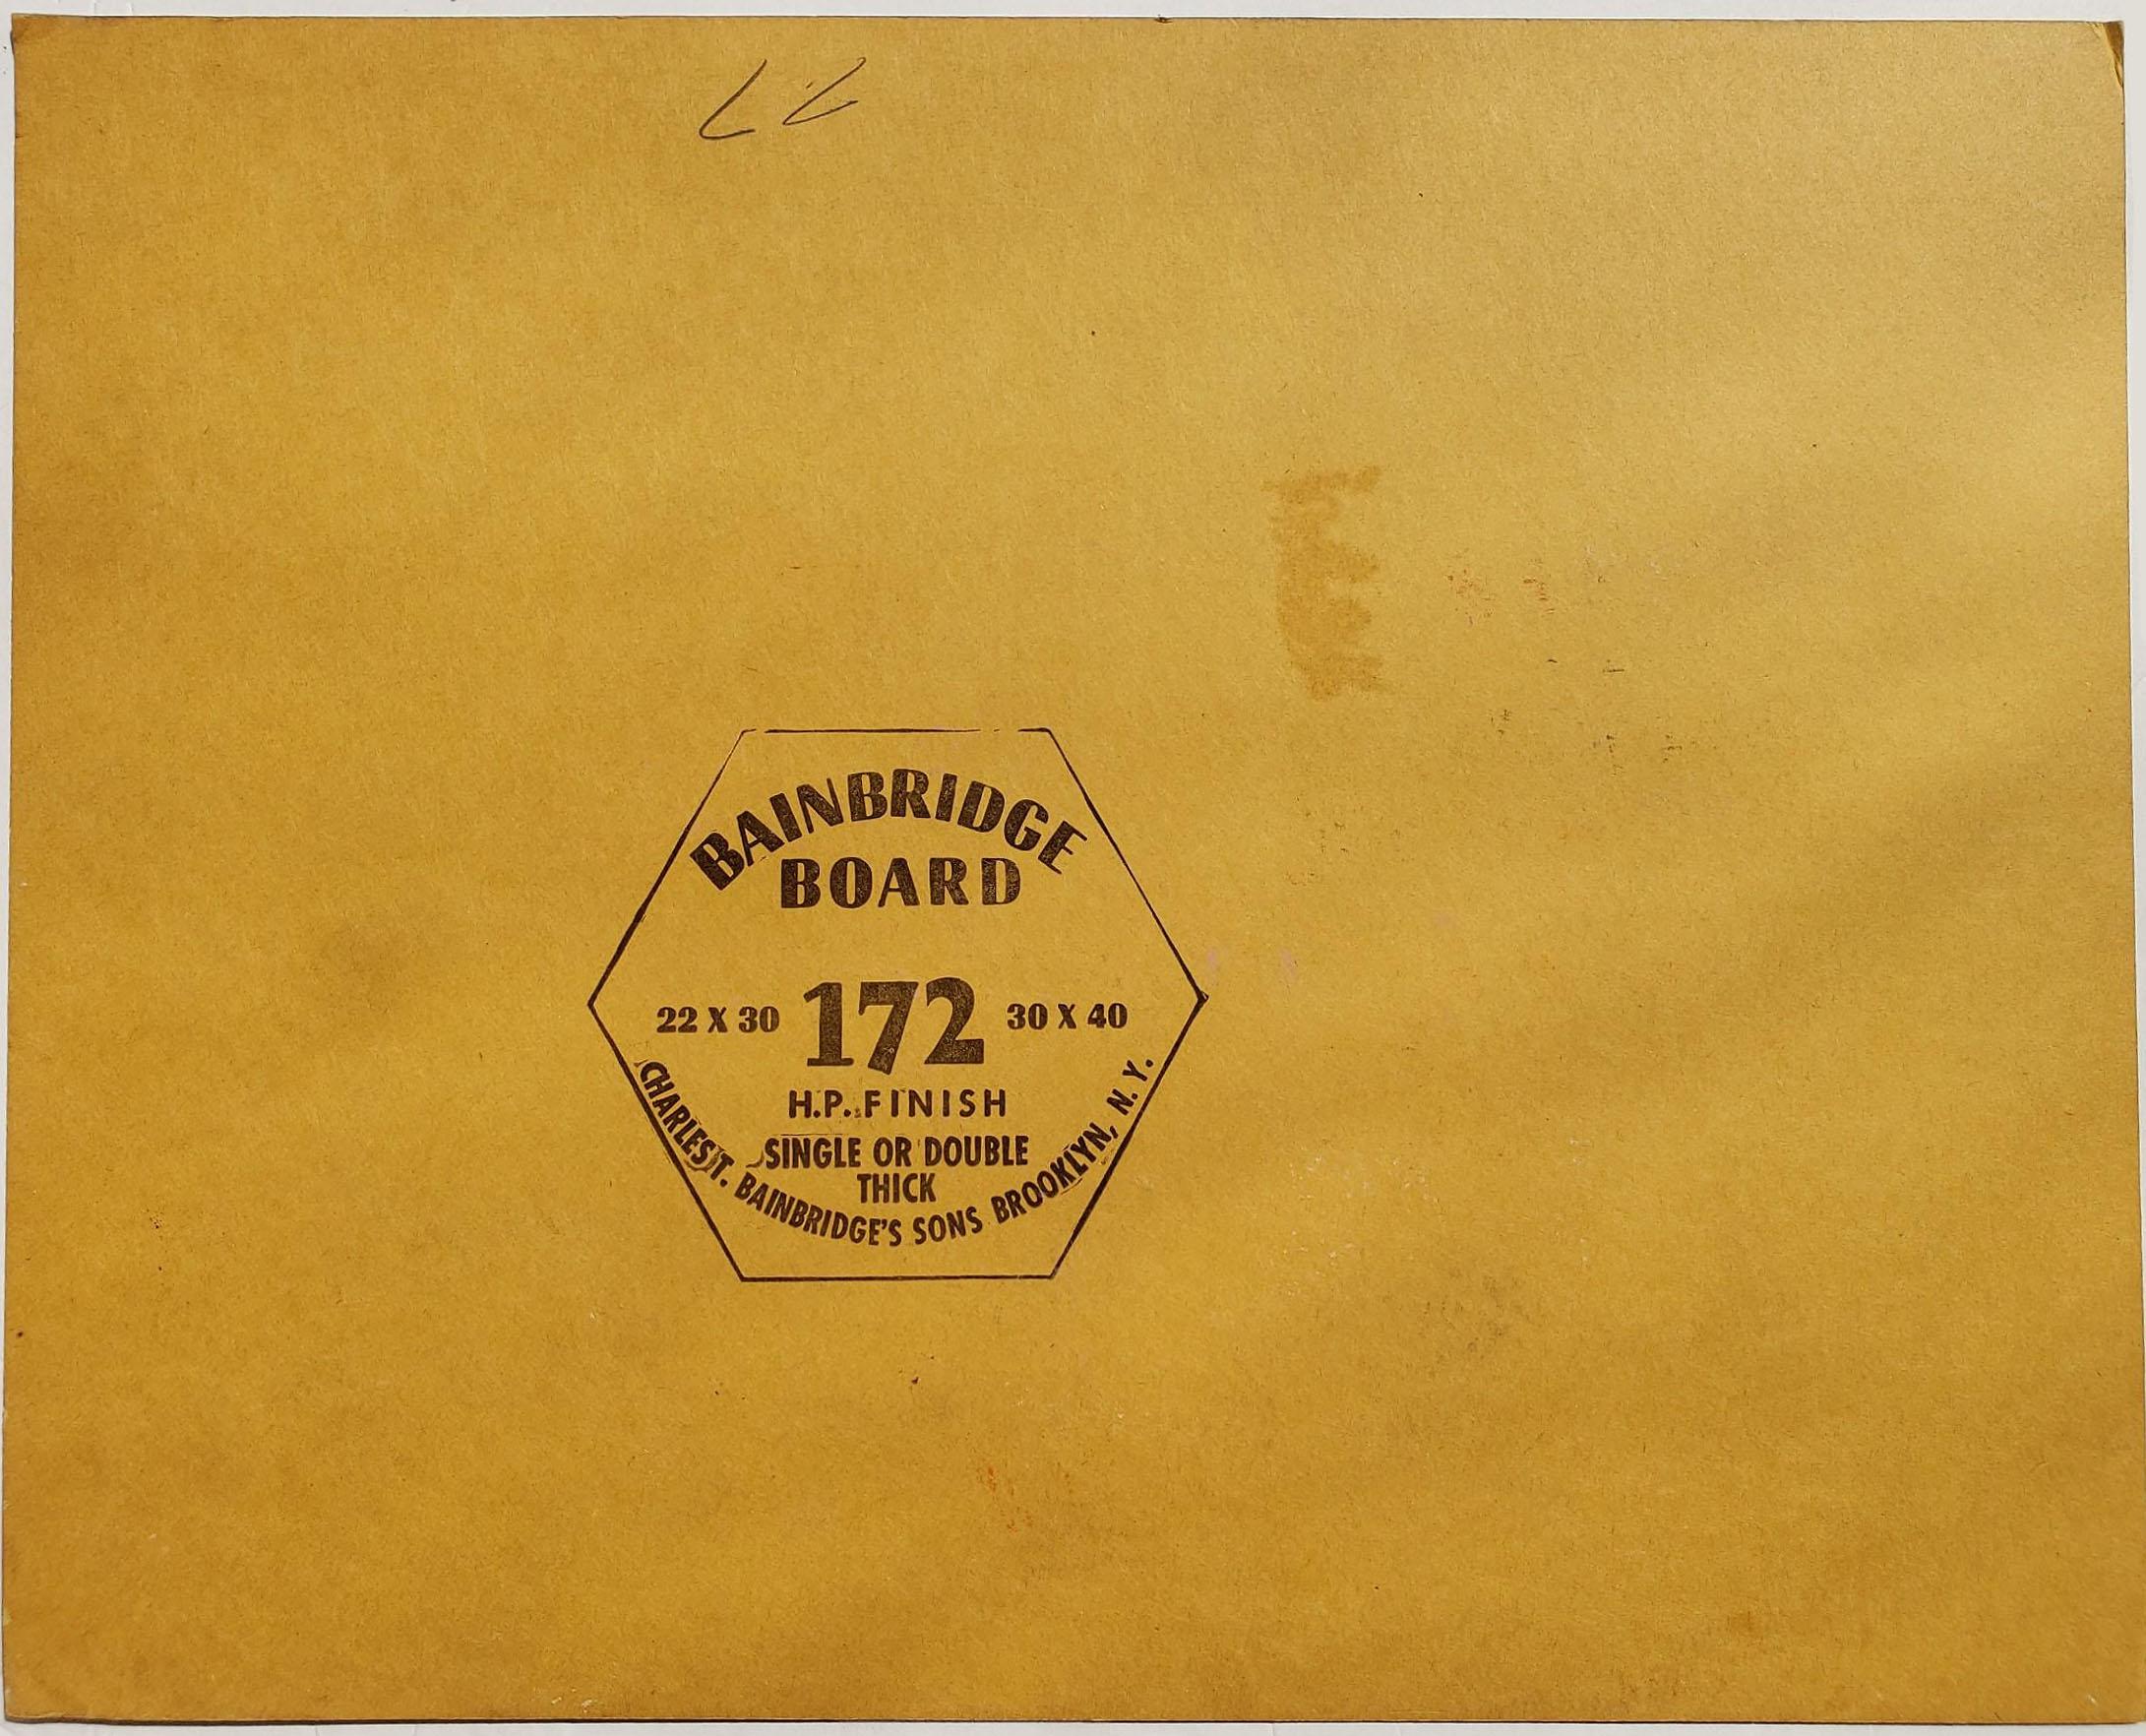 BAINBRIDGE
BOARD
22 X 30 172 30 X 40
H.P. FINISH
SINGLE OR DOUBLE
THICK
CHARLES T. BAINBRIDGE'S SONS BROOKLYN, N.Y.